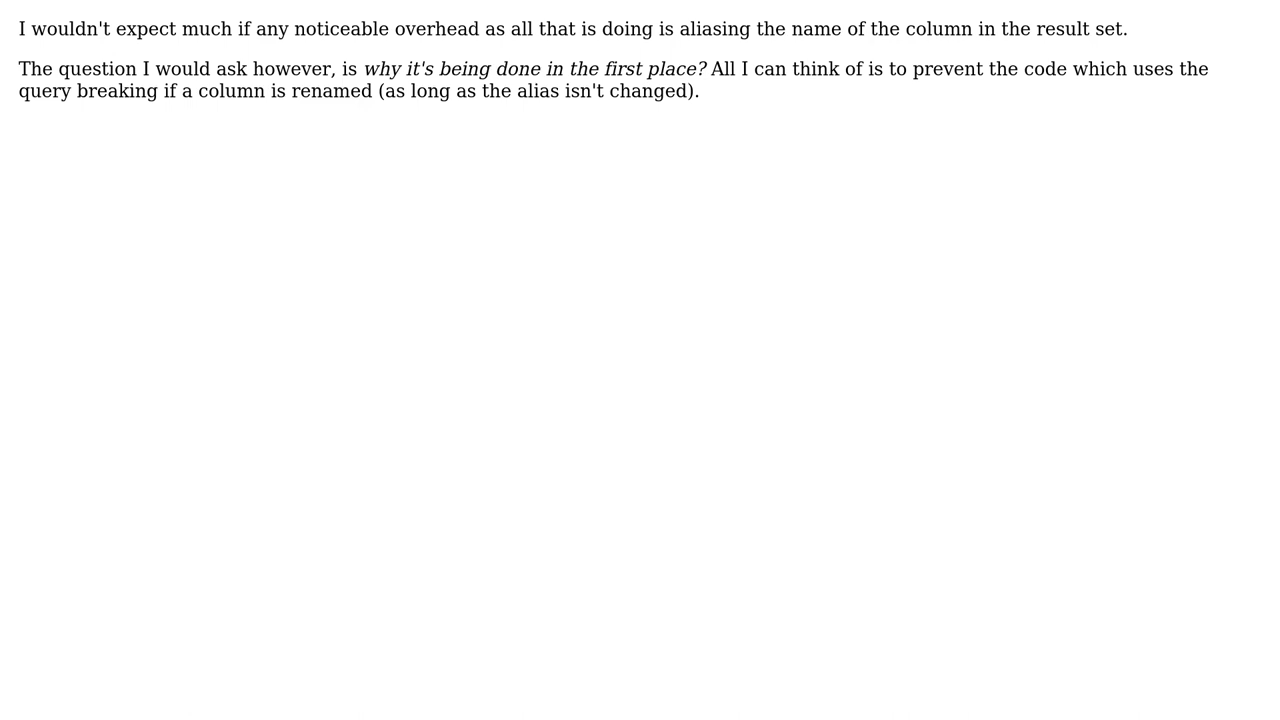 I wouldn't expect much if any noticeable overhead as all that is doing is aliasing the name of the column in the result set.
The question I would ask however, is why it's being done in the first place? All I can think of is to prevent the code which uses the
query breaking if a column is renamed (as long as the alias isn't changed).